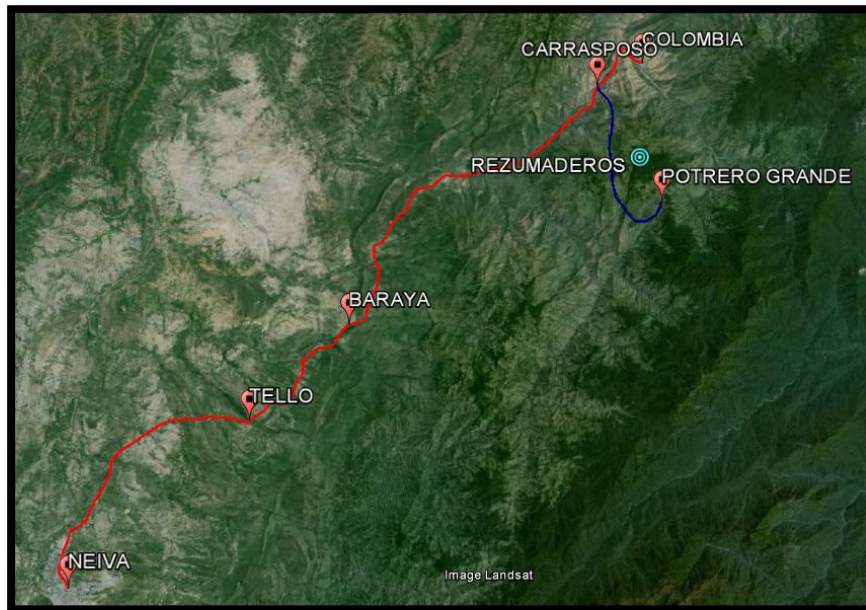 COLOMBIA
CARRASPOSO
REZUMADEROS
POTRERO GRANDE
BARAYA
TELLO
NEIVA
Image Landsat